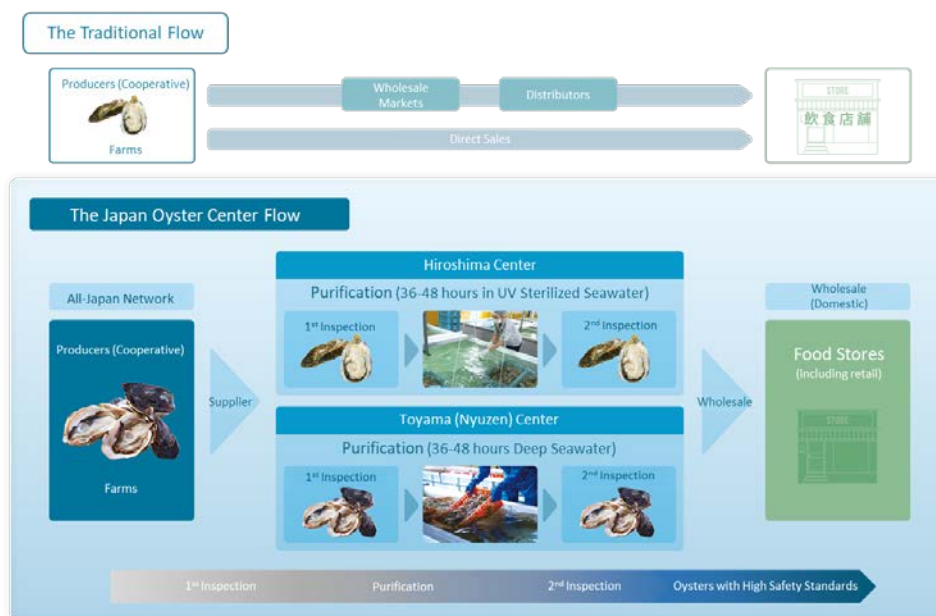 The Traditional Flow
Producers (Cooperative)
Farms
Wholesale
Markets
Distributors
Direct Sales
STORE
飲食店舗
The Japan Oyster Center Flow
All-Japan Network
Producers (Cooperative)
Farms
Supplier
Hiroshima Center
Purification (36-48 hours in UV Sterilized Seawater)
1st Inspection
2nd Inspection
Toyama (Nyuzen) Center
Purification (36-48 hours Deep Seawater)
1st Inspection
2nd Inspection
Wholesale
Wholesale
(Domestic)
Food Stores
(including retail)
STORE
1st Inspection
Purification
2nd Inspection
Oysters with High Safety Standards